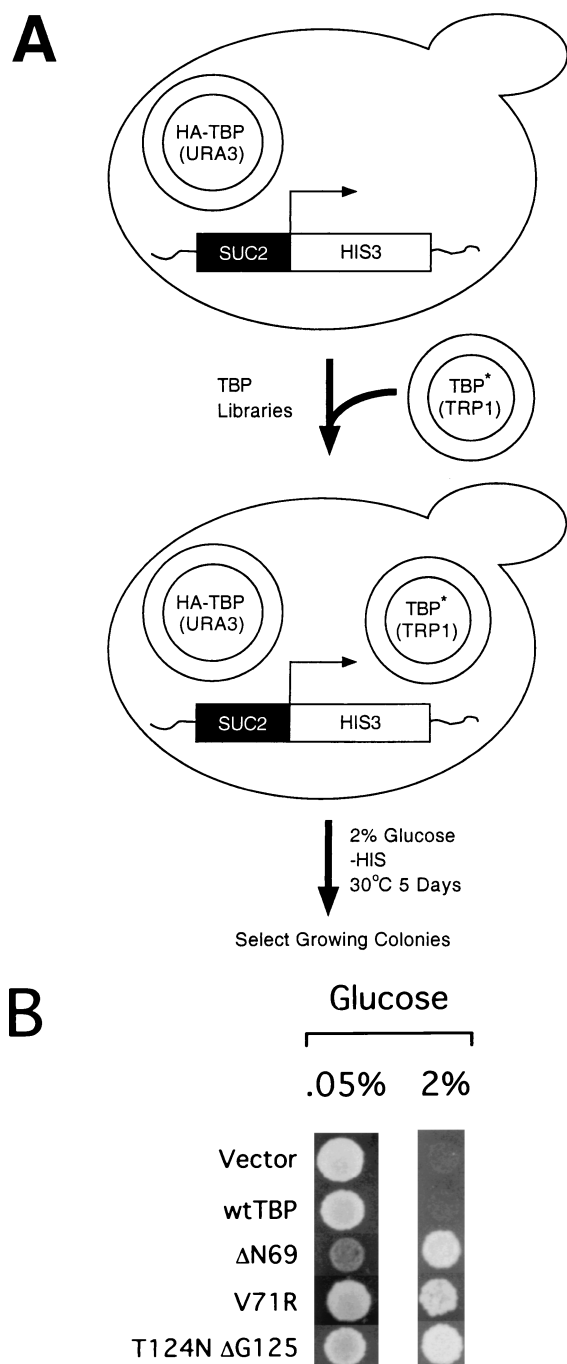 A
HA-TBP
(URA3)
SUC2 HIS3
TBP
Libraries
TBP*
(TRP1)
HA-TBP
(URA3)
TBP*
(TRP1)
SUC2 HIS3
2% Glucose
-HIS
30°C 5 Days
Select Growing Colonies
B
Glucose
.05% 2%
Vector
wtTBP
ΔN69
V71R
T124N ΔG125